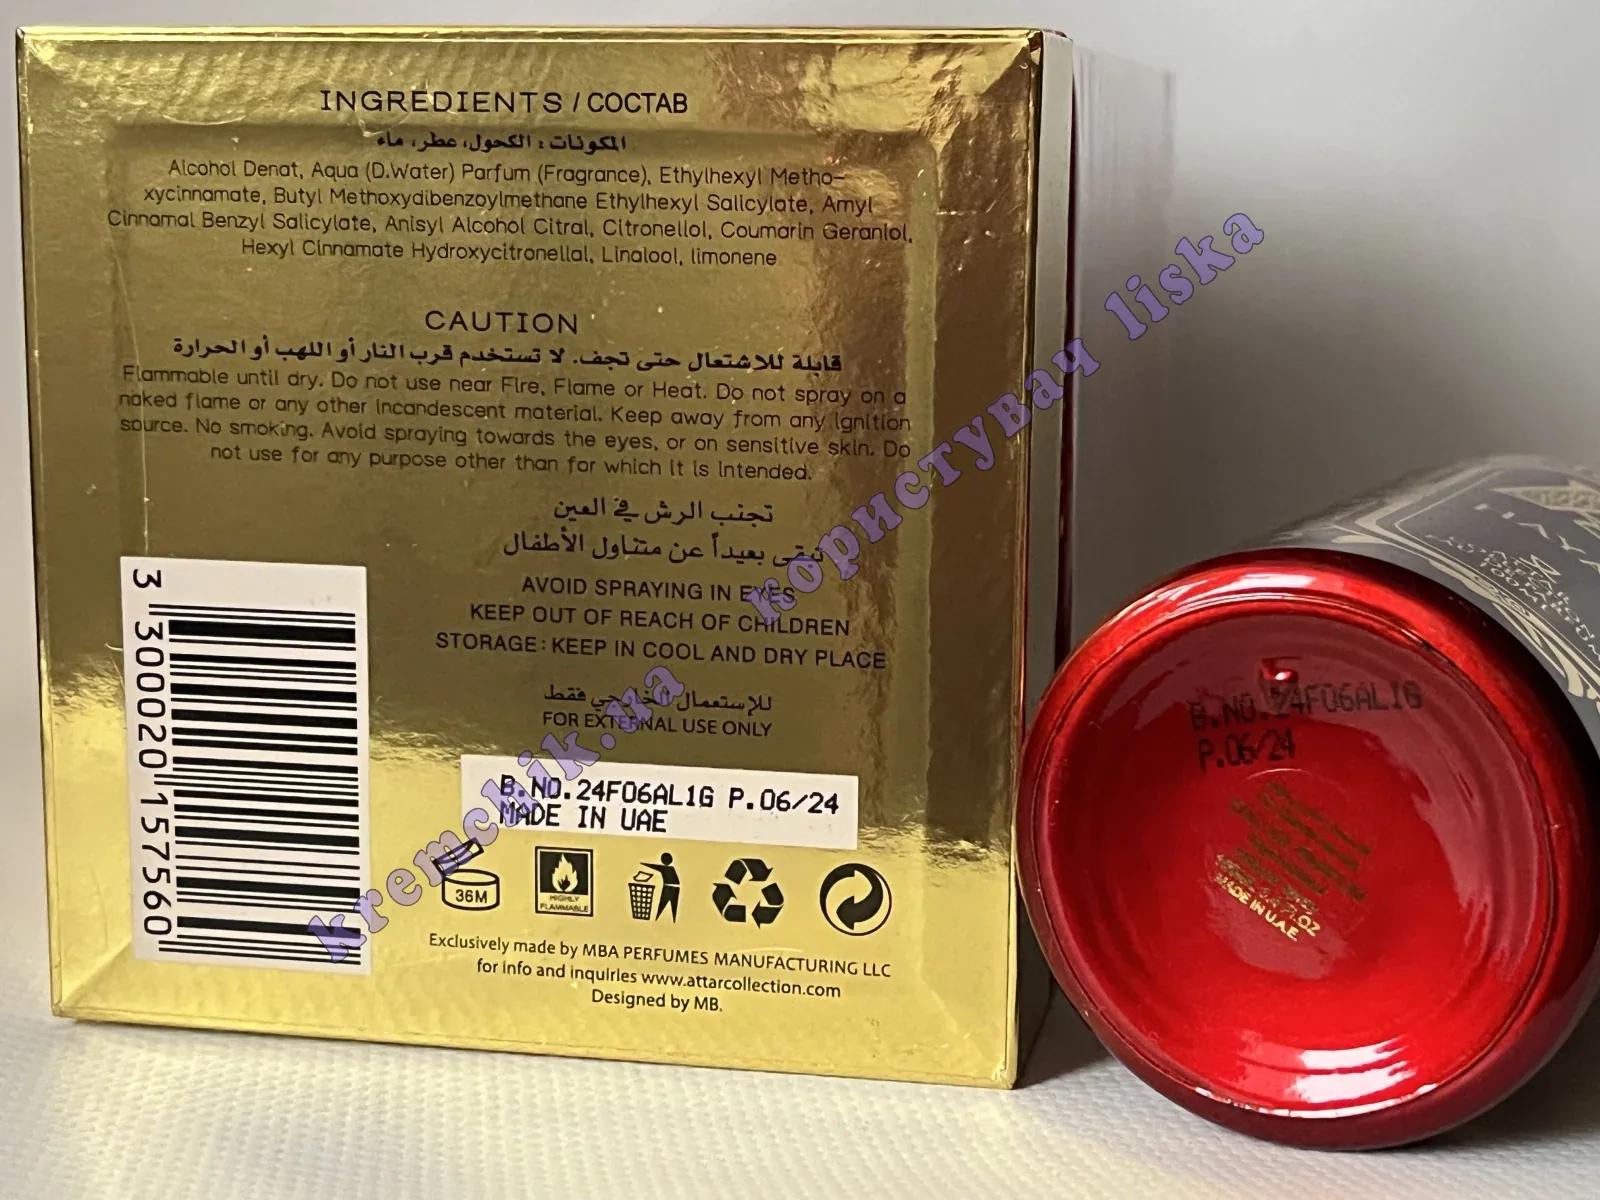 INGREDIENTS / СОСТАВ
المكونات : الكحول، عطر، ماء
Alcohol Denat, Aqua (D.Water) Parfum (Fragrance), Ethylhexyl Metho-
xycinnamate, Butyl Methoxydibenzoylmethane Ethylhexyl Salicylate, Amyl
Cinnamal Benzyl Salicylate, Anisyl Alcohol Citral, Citronellol, Coumarin Geraniol,
Hexyl Cinnamate Hydroxycitronellal, Linalool, limonene
CAUTION
قابلة للاشتعال حتى تجف. لا تستخدم قرب النار أو اللهب أو الحرارة
Flammable until dry. Do not use near Fire, Flame or Heat. Do not spray on a
naked flame or any other incandescent material. Keep away from any ignition
source. No smoking. Avoid spraying towards the eyes, or on sensitive skin. Do
not use for any purpose other than for which it is intended.
تجنب الرش في العين
تبقى بعيداً عن متناول الأطفال
AVOID SPRAYING IN EYES
KEEP OUT OF REACH OF CHILDREN
STORAGE : KEEP IN COOL AND DRY PLACE
للإستعمال الخارجي فقط
FOR EXTERNAL USE ONLY
B.NO.24F06AL1G P.06/24
MADE IN UAE
36M
HIGHLY
FLAMMABLE
Exclusively made by MBA PERFUMES MANUFACTURING LLC
for info and inquiries www.attarcollection.com
Designed by MB.
3 300020 157560
B.NO.24F06AL1G
P.06/24
MADE IN U.A.E.
HAYA
kremchik.ua користувач liska